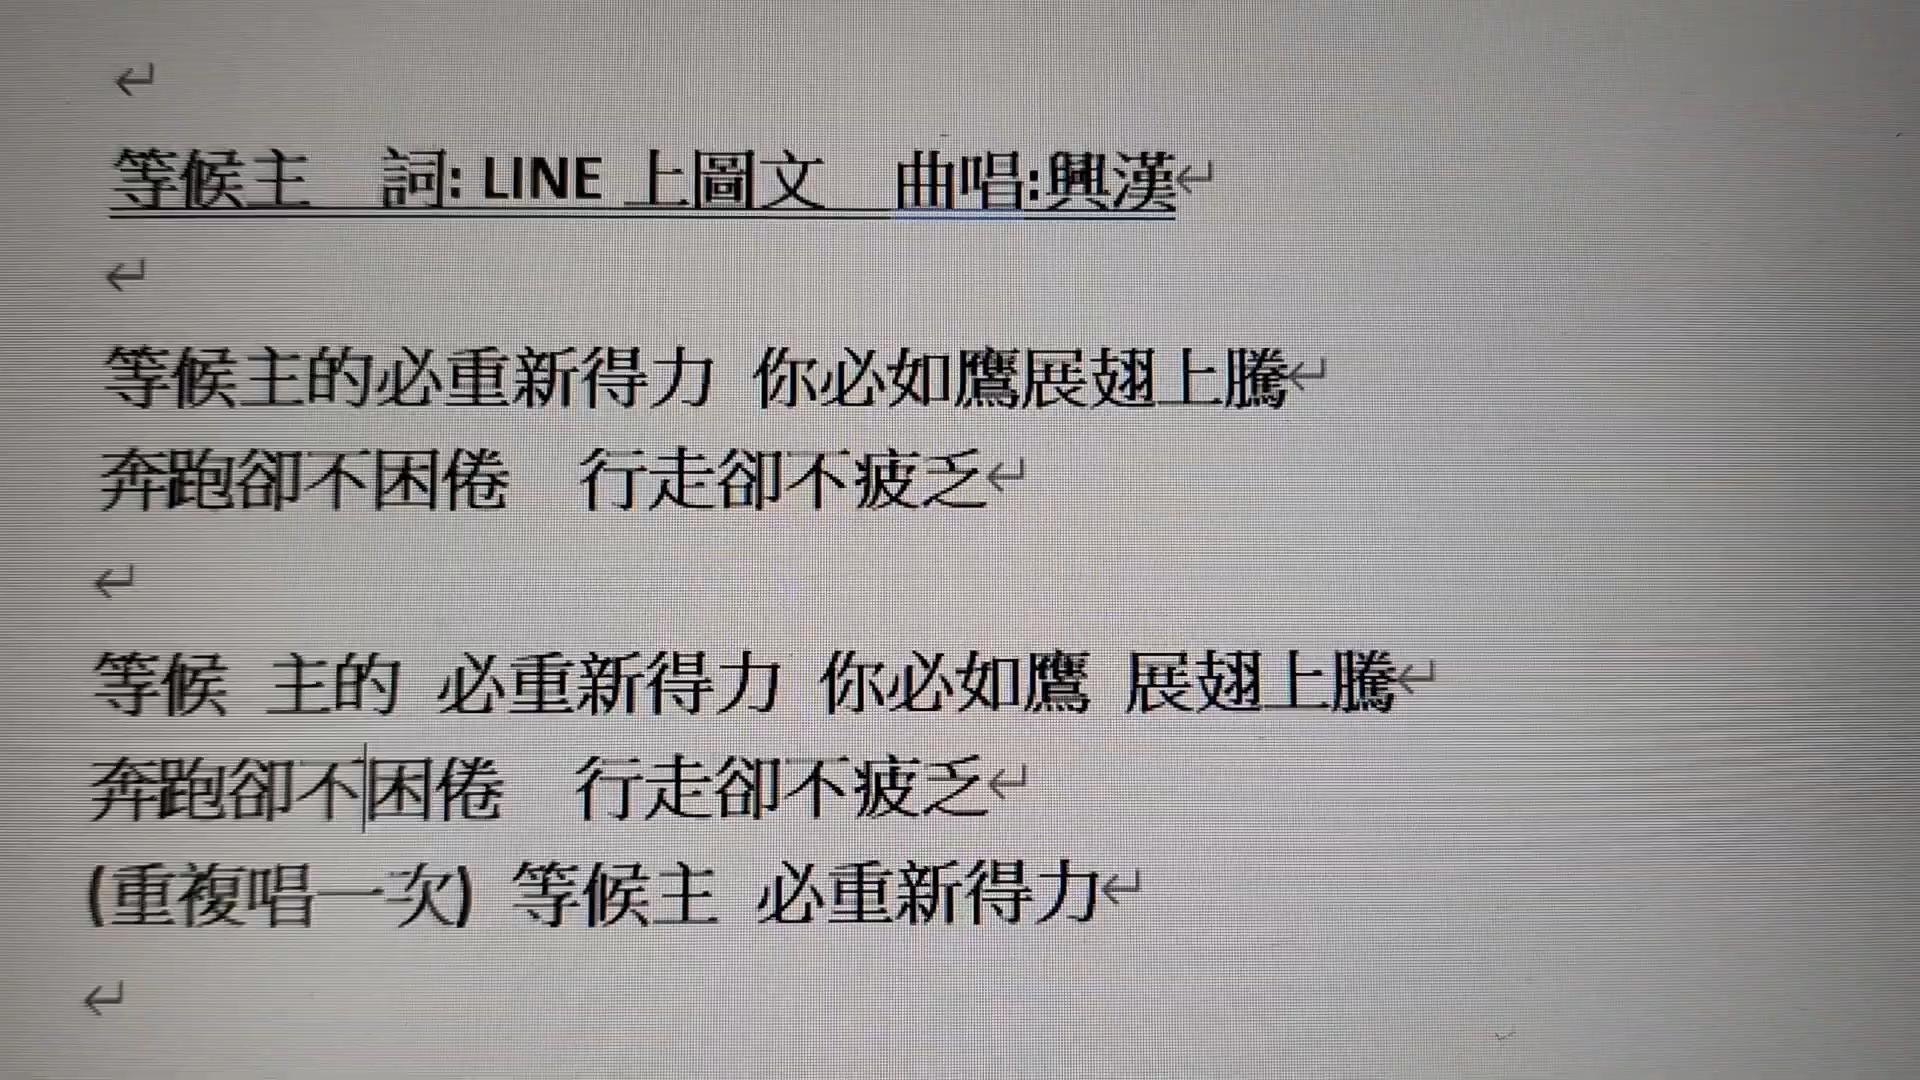 等候主　詞: LINE 上圖文　曲唱:興漢
等候主的必重新得力 你必如鷹展翅上騰
奔跑卻不困倦　行走卻不疲乏
等候 主的 必重新得力 你必如鷹 展翅上騰
奔跑卻不困倦　行走卻不疲乏
(重複唱一次) 等候主 必重新得力